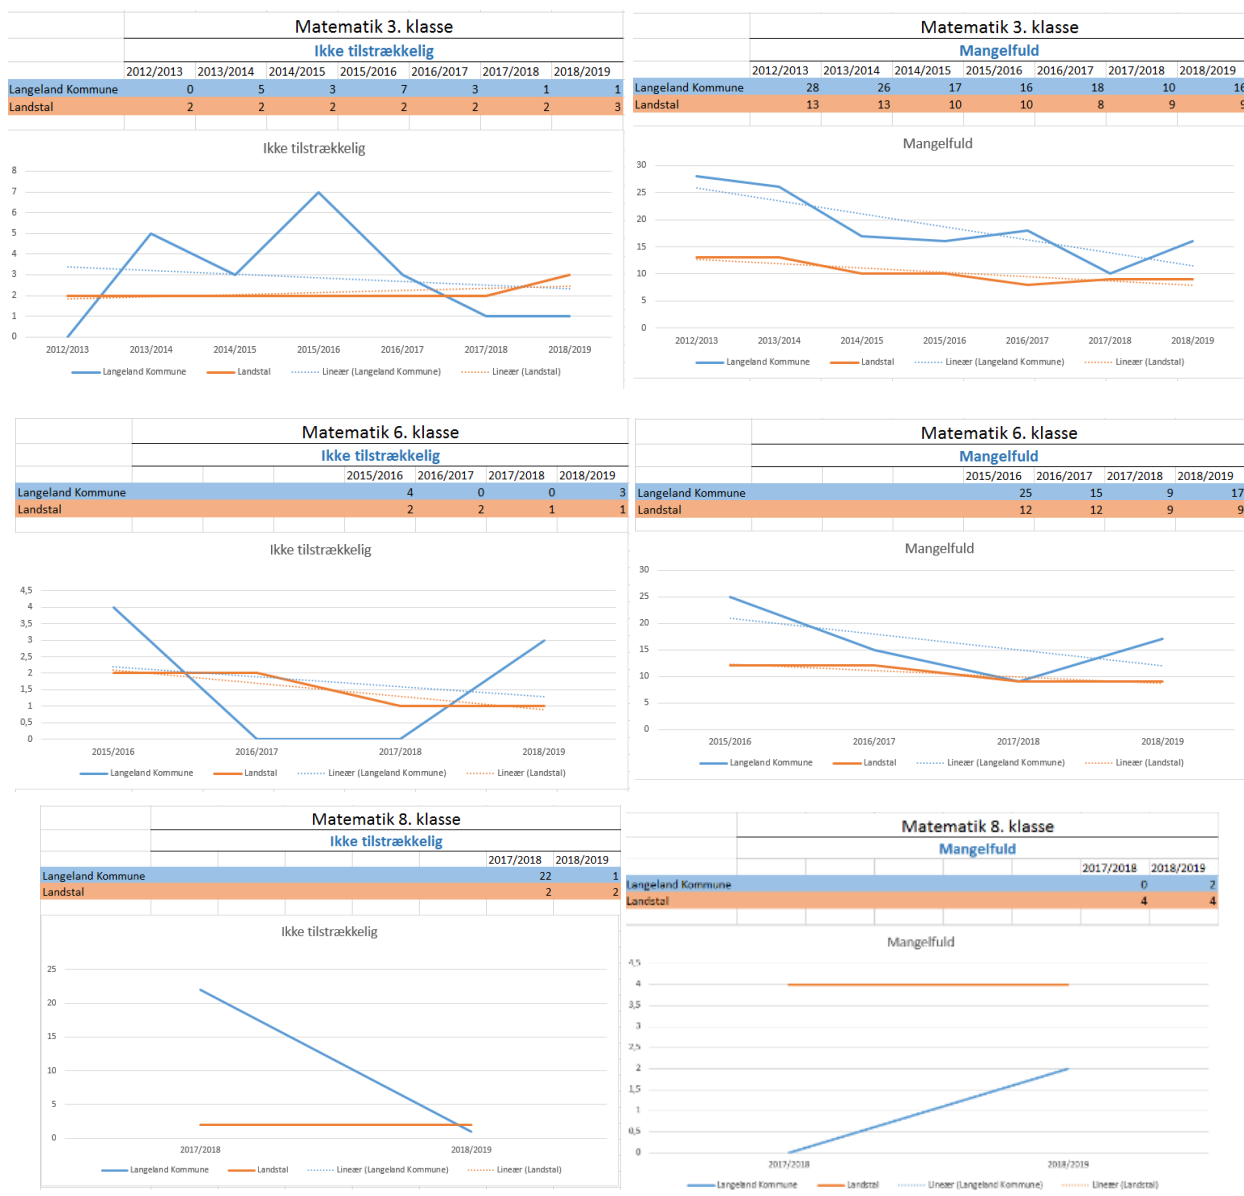 Matematik 3. klasse
Ikke tilstrækkelig
2012/2013 2013/2014 2014/2015 2015/2016 2016/2017 2017/2018 2018/2019
Langeland Kommune 0 5 3 7 3 1 1
Landstal 2 2 2 2 2 2 3
Ikke tilstrækkelig
8
7
6
5
4
3
2
1
0
2012/2013 2013/2014 2014/2015 2015/2016 2016/2017 2017/2018 2018/2019
Langeland Kommune Landstal Lineær (Langeland Kommune) Lineær (Landstal)
Matematik 3. klasse
Mangelfuld
2012/2013 2013/2014 2014/2015 2015/2016 2016/2017 2017/2018 2018/2019
Langeland Kommune 28 26 17 16 18 10 16
Landstal 13 13 10 10 8 9 9
Mangelfuld
30
25
20
15
10
5
0
2012/2013 2013/2014 2014/2015 2015/2016 2016/2017 2017/2018 2018/2019
Langeland Kommune Landstal Lineær (Langeland Kommune) Lineær (Landstal)
Matematik 6. klasse
Ikke tilstrækkelig
2015/2016 2016/2017 2017/2018 2018/2019
Langeland Kommune 4 0 0 3
Landstal 2 2 1 1
Ikke tilstrækkelig
4,5
4
3,5
3
2,5
2
1,5
1
0,5
0
2015/2016 2016/2017 2017/2018 2018/2019
Langeland Kommune Landstal Lineær (Langeland Kommune) Lineær (Landstal)
Matematik 6. klasse
Mangelfuld
2015/2016 2016/2017 2017/2018 2018/2019
Langeland Kommune 25 15 9 17
Landstal 12 12 9 9
Mangelfuld
30
25
20
15
10
5
0
2015/2016 2016/2017 2017/2018 2018/2019
Langeland Kommune Landstal Lineær (Langeland Kommune) Lineær (Landstal)
Matematik 8. klasse
Ikke tilstrækkelig
2017/2018 2018/2019
Langeland Kommune 22 1
Landstal 2 2
Ikke tilstrækkelig
25
20
15
10
5
0
2017/2018 2018/2019
Langeland Kommune Landstal Lineær (Langeland Kommune) Lineær (Landstal)
Matematik 8. klasse
Mangelfuld
2017/2018 2018/2019
Langeland Kommune 0 2
Landstal 4 4
Mangelfuld
4,5
4
3,5
3
2,5
2
1,5
1
0,5
0
2017/2018 2018/2019
Langeland Kommune Landstal Lineær (Langeland Kommune) Lineær (Landstal)